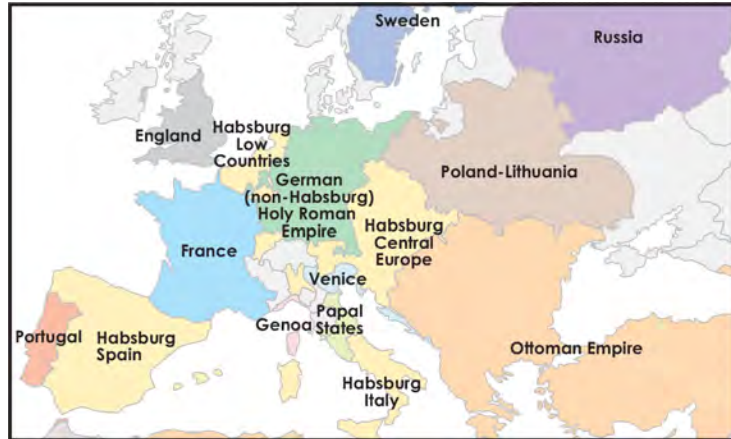 Sweden
Russia
England
Habsburg
Low
Countries
Poland-Lithuania
German
(non-Habsburg)
Holy Roman
Empire
Habsburg
Central
Europe
France
Venice
Portugal
Habsburg
Spain
Genoa
Papal
States
Ottoman Empire
Habsburg
Italy